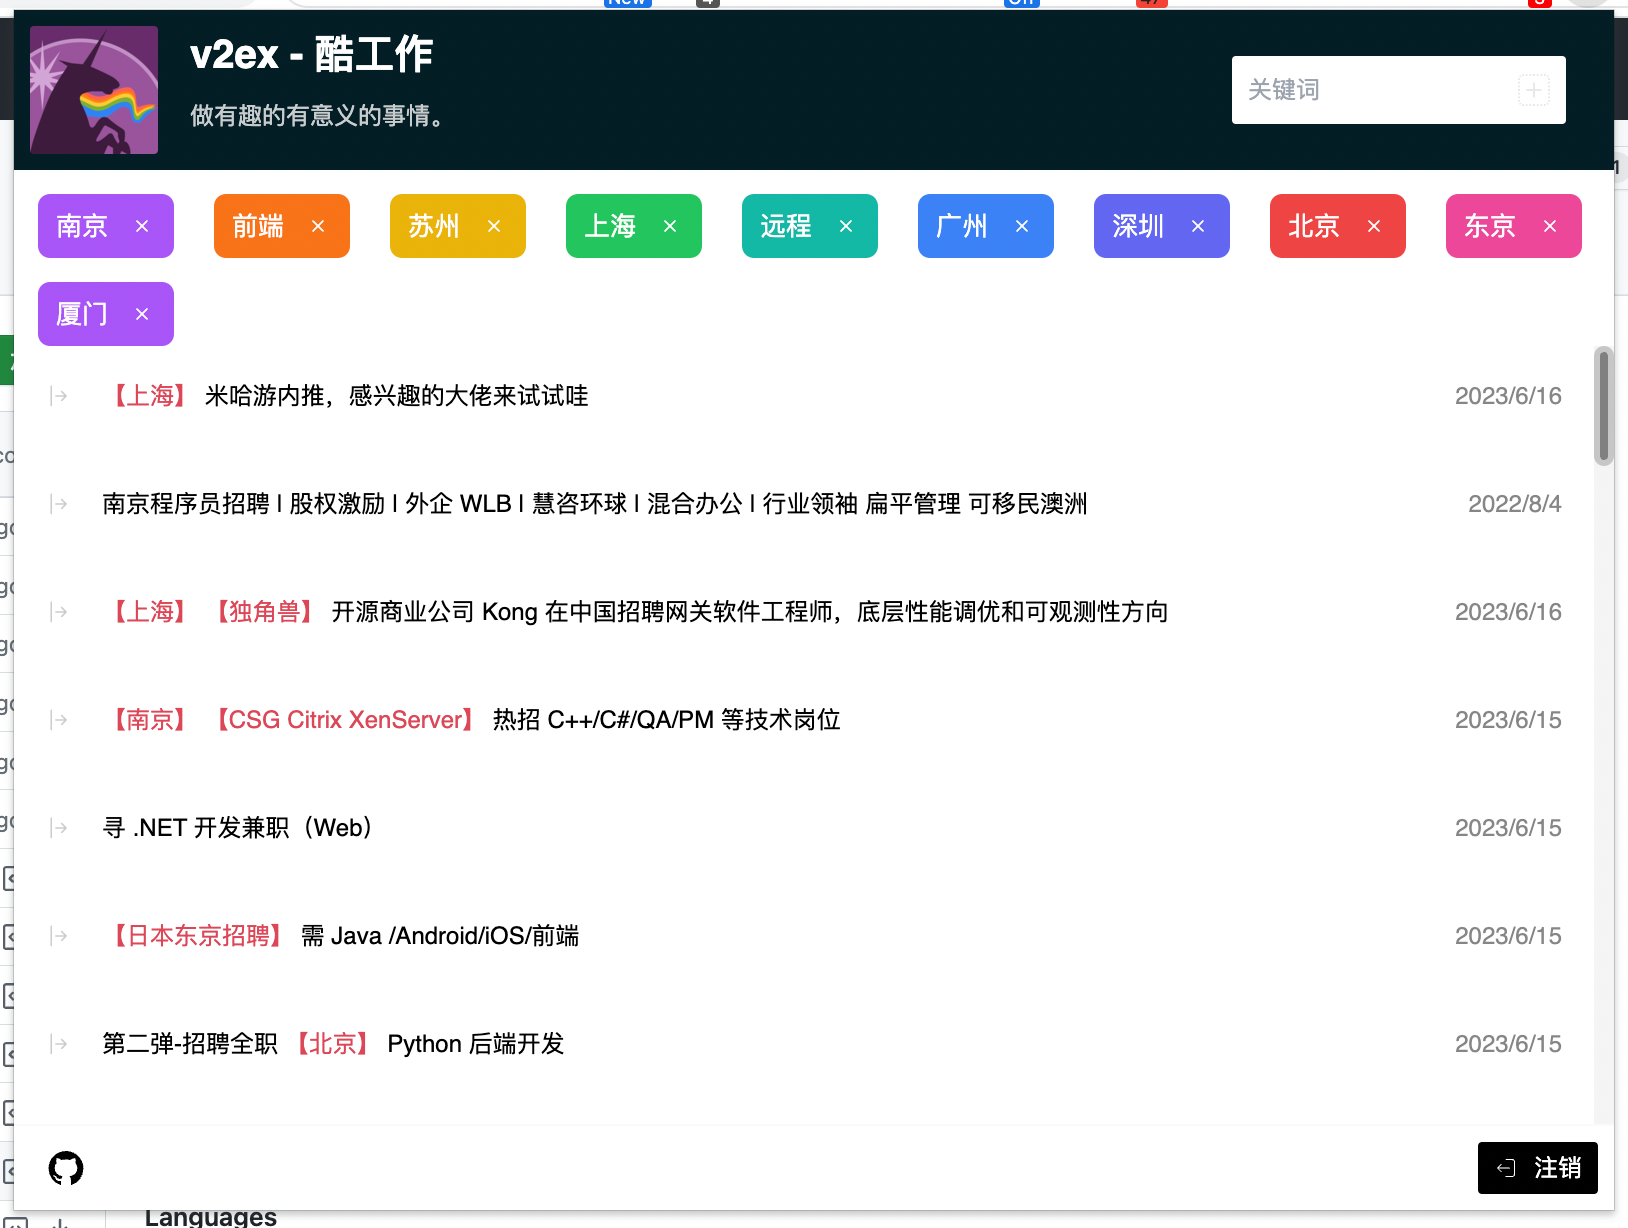 v2ex - 酷工作
做有趣的有意义的事情。
关键词
南京 前端 苏州 上海 远程 广州 深圳 北京 东京
厦门
【上海】 米哈游内推，感兴趣的大佬来试试哇 2023/6/16
南京程序员招聘 l 股权激励 l 外企 WLB l 慧咨环球 l 混合办公 l 行业领袖 扁平管理 可移民澳洲 2022/8/4
【上海】 【独角兽】 开源商业公司 Kong 在中国招聘网关软件工程师，底层性能调优和可观测性方向 2023/6/16
【南京】 【CSG Citrix XenServer】 热招 C++/C#/QA/PM 等技术岗位 2023/6/15
寻 .NET 开发兼职（Web） 2023/6/15
【日本东京招聘】 需 Java /Android/iOS/前端 2023/6/15
第二弹-招聘全职 【北京】 Python 后端开发 2023/6/15
注销
Languages